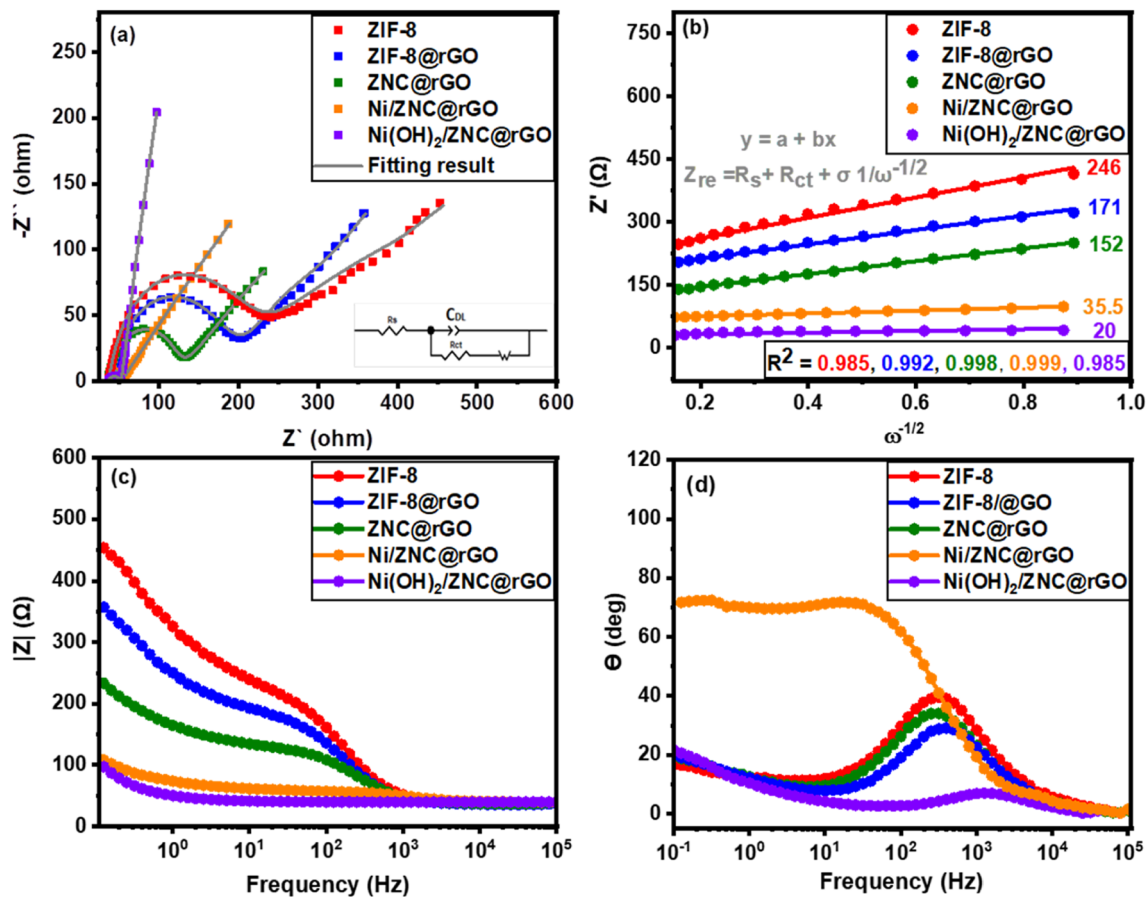 (a)
ZIF-8
ZIF-8@rGO
ZNC@rGO
Ni/ZNC@rGO
Ni(OH)₂/ZNC@rGO
Fitting result
250
200
150
100
50
0
-Z`` (ohm)
Rs
C_DL
Rct
W
100
200
300
400
500
600
Z` (ohm)
(b)
ZIF-8
ZIF-8@rGO
ZNC@rGO
Ni/ZNC@rGO
Ni(OH)₂/ZNC@rGO
750
600
450
300
150
0
Z' (Ω)
y = a + bx
Z_re =R_s+ R_ct + σ 1/ω^-1/2
246
171
152
35.5
20
R² = 0.985, 0.992, 0.998, 0.999, 0.985
0.2
0.4
0.6
0.8
1.0
ω^-1/2
(c)
ZIF-8
ZIF-8@rGO
ZNC@rGO
Ni/ZNC@rGO
Ni(OH)₂/ZNC@rGO
600
500
400
300
200
100
0
|Z| (Ω)
10⁰
10¹
10²
10³
10⁴
10⁵
Frequency (Hz)
(d)
ZIF-8
ZIF-8/@GO
ZNC@rGO
Ni/ZNC@rGO
Ni(OH)₂/ZNC@rGO
120
100
80
60
40
20
0
Θ (deg)
10⁻¹
10⁰
10¹
10²
10³
10⁴
10⁵
Frequency (Hz)